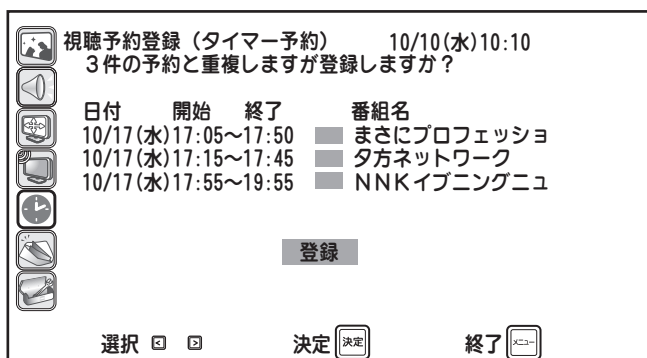 視聴予約登録（タイマー予約） 10/10(水)10:10
３件の予約と重複しますが登録しますか？
日付 開始 終了 番組名
10/17(水)17:05～17:50 まさにプロフェッショ
10/17(水)17:15～17:45 夕方ネットワーク
10/17(水)17:55～19:55 ＮＮＫイブニングニュ
登録
選択 決定 決定 終了 メニュー